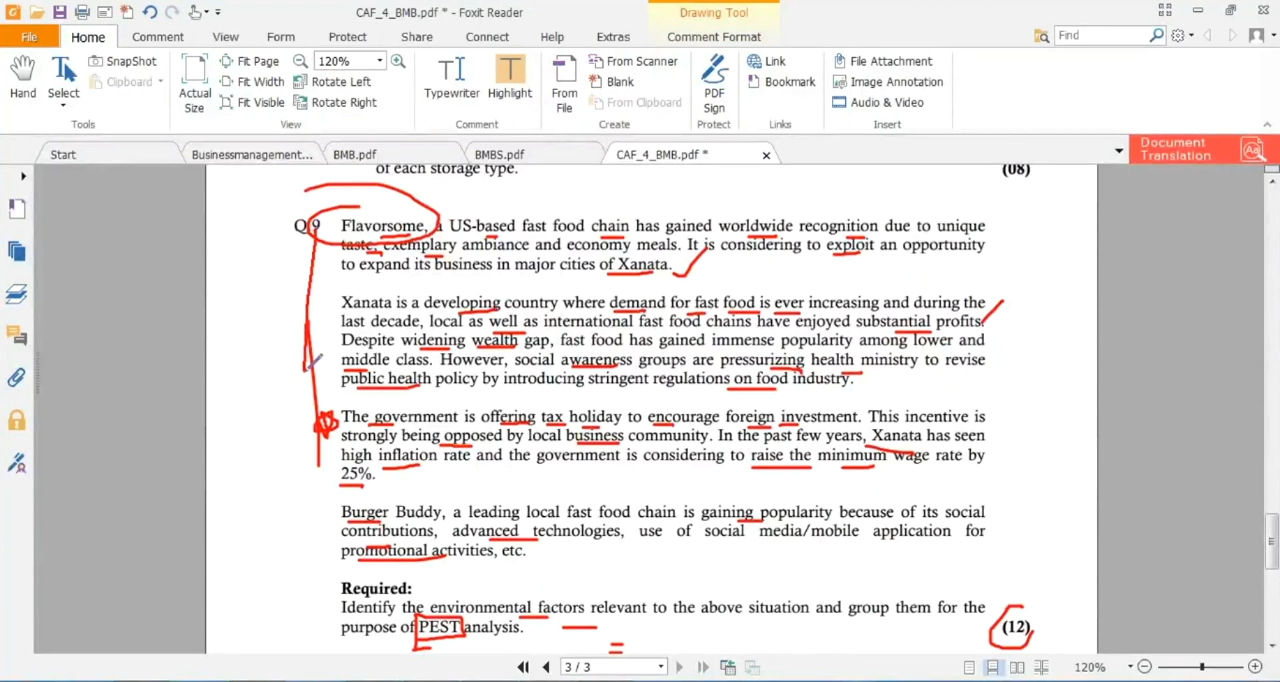 CAF_4_BMB.pdf * - Foxit Reader
Drawing Tool
File Home Comment View Form Protect Share Connect Help Extras Comment Format
Find
Hand
Select
SnapShot
Clipboard
Actual Size
Fit Page
Fit Width
Fit Visible
120%
Rotate Left
Rotate Right
Typewriter
Highlight
From File
From Scanner
Blank
From Clipboard
PDF Sign
Link
Bookmark
File Attachment
Image Annotation
Audio & Video
Tools View Comment Create Protect Links Insert
Start Businessmanagement... BMB.pdf BMBS.pdf CAF_4_BMB.pdf *
Document Translation
of each storage type. (08)
Q.9 Flavorsome, a US-based fast food chain has gained worldwide recognition due to unique
taste, exemplary ambiance and economy meals. It is considering to exploit an opportunity
to expand its business in major cities of Xanata.
Xanata is a developing country where demand for fast food is ever increasing and during the
last decade, local as well as international fast food chains have enjoyed substantial profits.
Despite widening wealth gap, fast food has gained immense popularity among lower and
middle class. However, social awareness groups are pressurizing health ministry to revise
public health policy by introducing stringent regulations on food industry.
The government is offering tax holiday to encourage foreign investment. This incentive is
strongly being opposed by local business community. In the past few years, Xanata has seen
high inflation rate and the government is considering to raise the minimum wage rate by
25%.
Burger Buddy, a leading local fast food chain is gaining popularity because of its social
contributions, advanced technologies, use of social media/mobile application for
promotional activities, etc.
Required:
Identify the environmental factors relevant to the above situation and group them for the
purpose of PEST analysis. (12)
3 / 3
120%